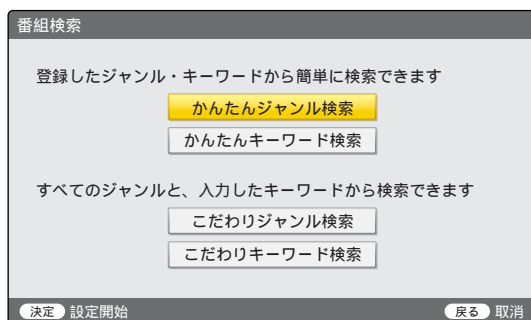 番組検索
登録したジャンル・キーワードから簡単に検索できます
かんたんジャンル検索
かんたんキーワード検索
すべてのジャンルと、入力したキーワードから検索できます
こだわりジャンル検索
こだわりキーワード検索
決定 設定開始 戻る 取消